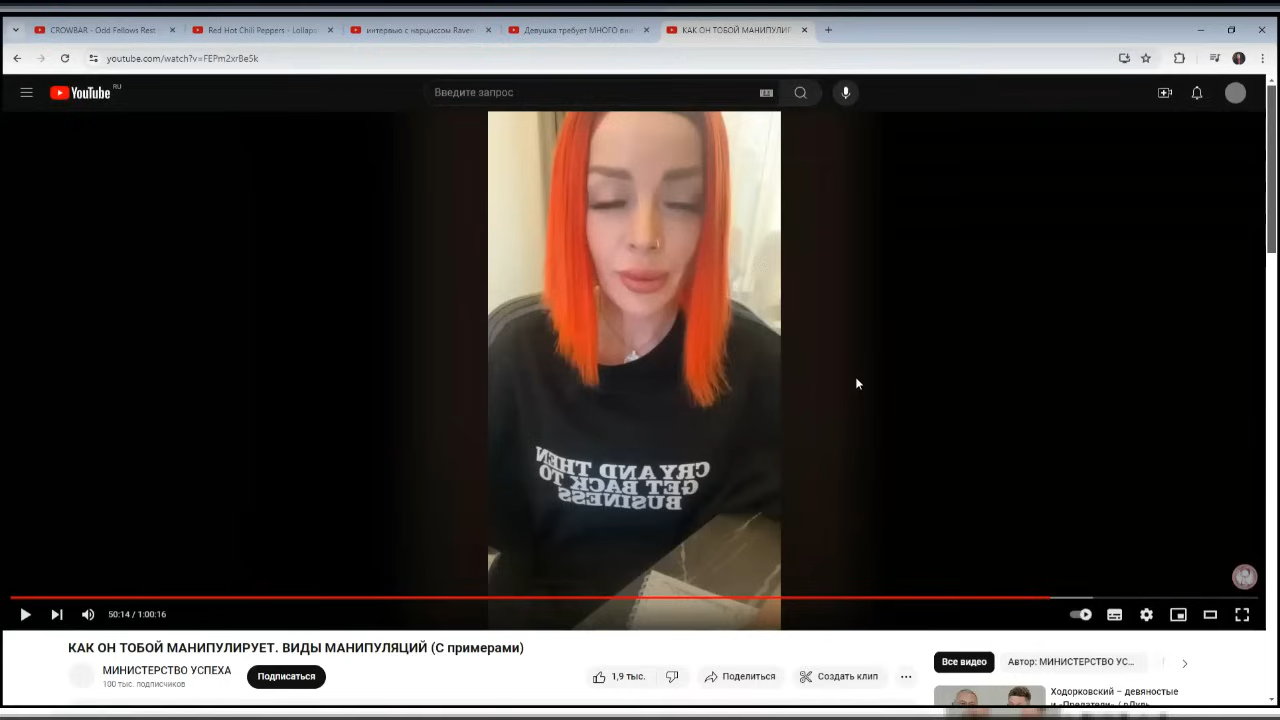 CROWBAR - Odd Fellows Rest
Red Hot Chili Peppers - Lollapa
интервью с нарциссом Raven
Девушка требует МНОГО вни
КАК ОН ТОБОЙ МАНИПУЛИР
youtube.com/watch?v=FEPm2xrBe5k
YouTube RU
Введите запрос
CRY AND THEN
GET BACK TO
BUSINESS
50:14 / 1:00:16
КАК ОН ТОБОЙ МАНИПУЛИРУЕТ. ВИДЫ МАНИПУЛЯЦИЙ (С примерами)
МИНИСТЕРСТВО УСПЕХА
100 тыс. подписчиков
Подписаться
1,9 тыс.
Поделиться
Создать клип
Все видео
Автор: МИНИСТЕРСТВО УС...
Ходорковский – девяностые
и «Предатели» / вДудь